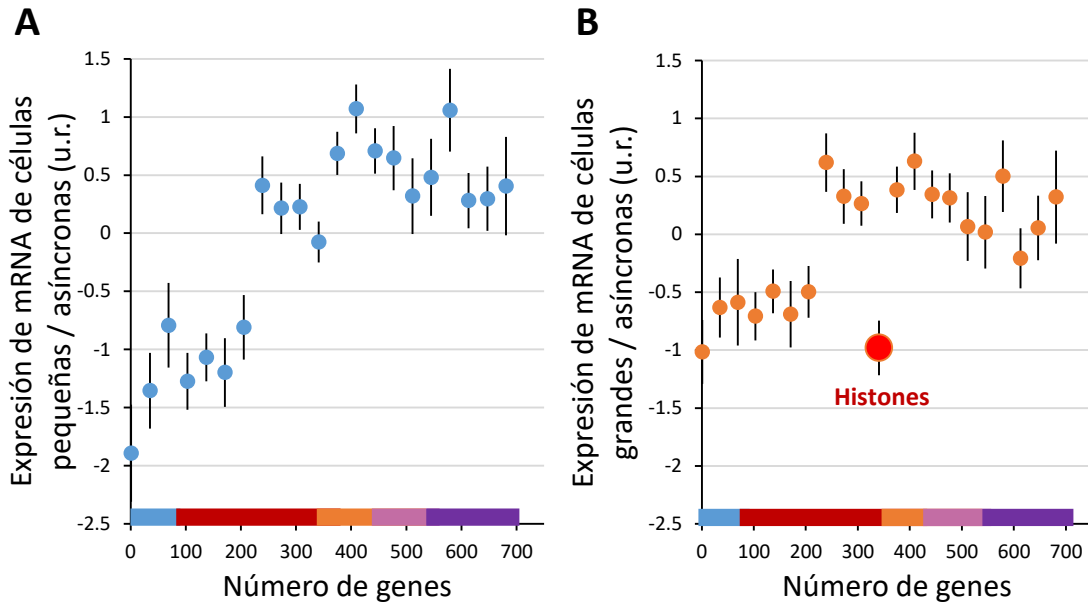 A
Expresión de mRNA de células
pequeñas / asíncronas (u.r.)
1.5
1
0.5
0
-0.5
-1
-1.5
-2
-2.5
0 100 200 300 400 500 600 700
Número de genes
B
Expresión de mRNA de células
grandes / asíncronas (u.r.)
1.5
1
0.5
0
-0.5
-1
-1.5
-2
-2.5
Histones
0 100 200 300 400 500 600 700
Número de genes